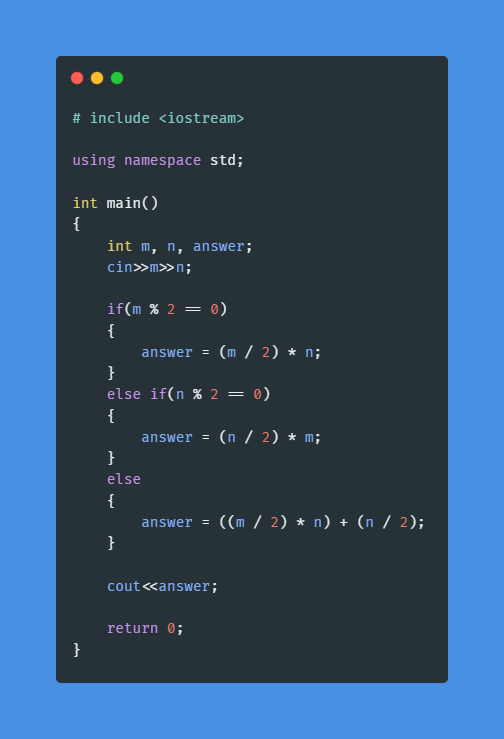 # include <iostream>
using namespace std;
int main()
{
    int m, n, answer;
    cin>>m>>n;
    if(m % 2 == 0)
    {
        answer = (m / 2) * n;
    }
    else if(n % 2 == 0)
    {
        answer = (n / 2) * m;
    }
    else
    {
        answer = ((m / 2) * n) + (n / 2);
    }
    cout<<answer;
    return 0;
}